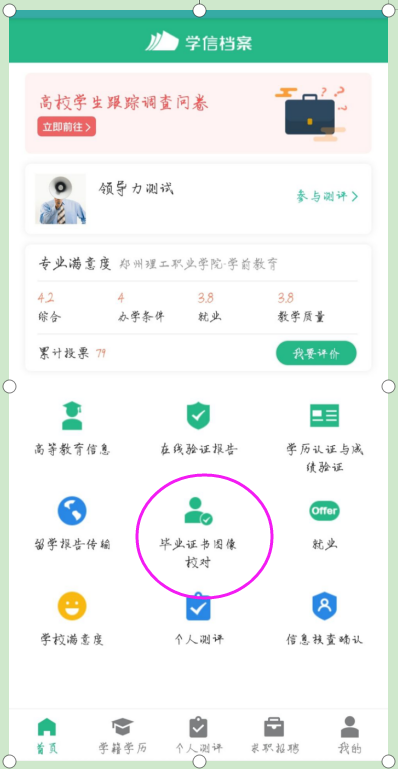 学信档案
高校学生跟踪调查问卷
立即前往>
领导力测试
参与测评>
专业满意度 郑州理工职业学院-学前教育
4.2 4 3.8 3.8
综合 办学条件 就业 教学质量
累计投票 79 我要评价
高等教育信息 在线验证报告 学历认证与成
绩验证
Offer
留学报告传输 毕业证书图像 就业
校对
学校满意度 个人测评 信息核查确认
首页 学籍学历 个人测评 求职招聘 我的